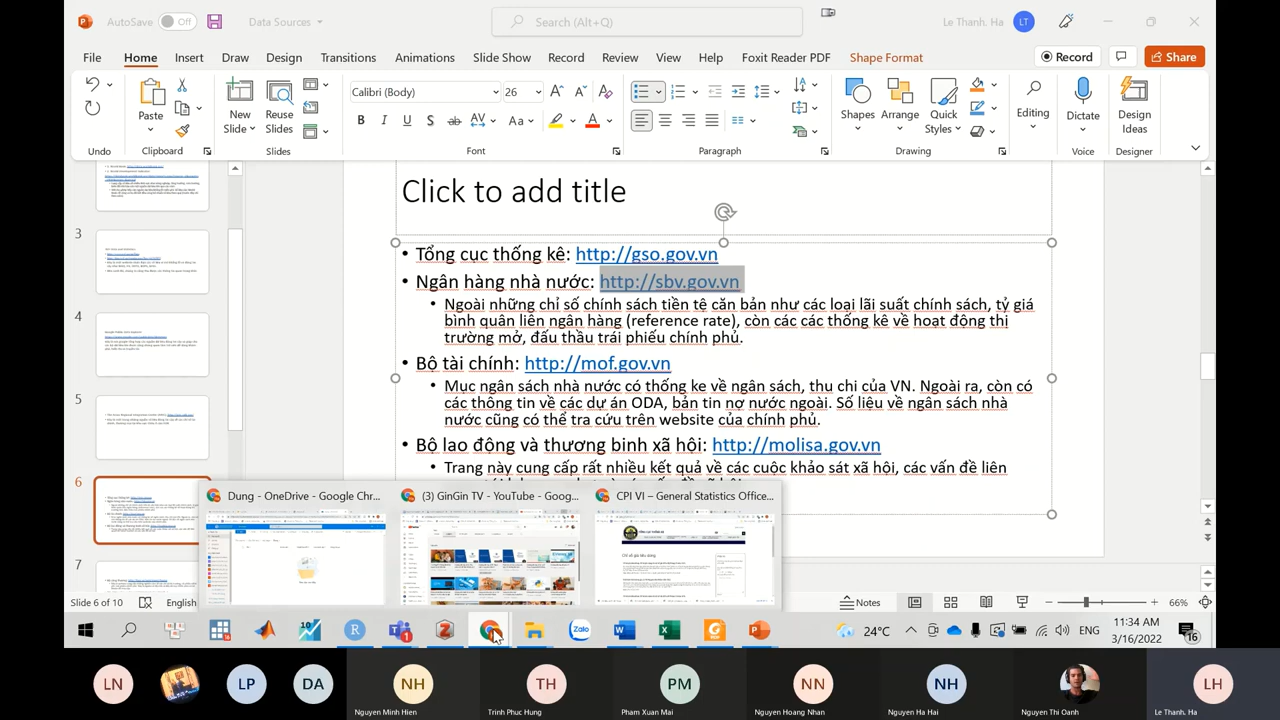 AutoSave Off Data Sources Search (Alt+Q) Le Thanh. Ha LT
File Home Insert Draw Design Transitions Animations Slide Show Record Review View Help Foxit Reader PDF Shape Format Record Share
Calibri (Body) 26
Paste New Slide Reuse Slides Shapes Arrange Quick Styles Editing Dictate Design Ideas
Undo Clipboard Slides Font Paragraph Drawing Voice Designer
Click to add title
• Tổng cục thống kê: http://gso.gov.vn
• Ngân hàng nhà nước: http://sbv.gov.vn
• Ngoài những chỉ số chính sách tiền tệ căn bản như các loại lãi suất chính sách, tỷ giá
bình quân liên ngân hàng (reference rate), còn các các thống kê về hoạt động thi
trường mở, đấu thầu trái phiếu chính phủ.
• Bộ tài chính: http://mof.gov.vn
• Mục ngân sách nhà nước có thống ke về ngân sách, thu chi của VN. Ngoài ra, còn có
các thông tin về các dự án ODA, bản tin nợ nước ngoài. Số liệu về ngân sách nhà
nước cũng có thể tra cứu trên website của chính phủ.
• Bộ lao động và thương binh xã hội: http://molisa.gov.vn
• Trang này cung cấp rất nhiều kết quả về các cuộc khảo sát xã hội, các vấn đề liên
3
4
5
6
7
Dung - OneDrive - Google Chr... (3) GinGin TV - YouTube - Goog... CPI VI – General Statistics Office...
Slide 6 of 10 English Notes 66%
Zalo 24°C ENG 11:34 AM
3/16/2022 16
LN LP DA NH TH PM NN NH LH
Nguyen Minh Hien Trinh Phuc Hung Pham Xuan Mai Nguyen Hoang Nhan Nguyen Ha Hai Nguyen Thi Oanh Le Thanh. Ha